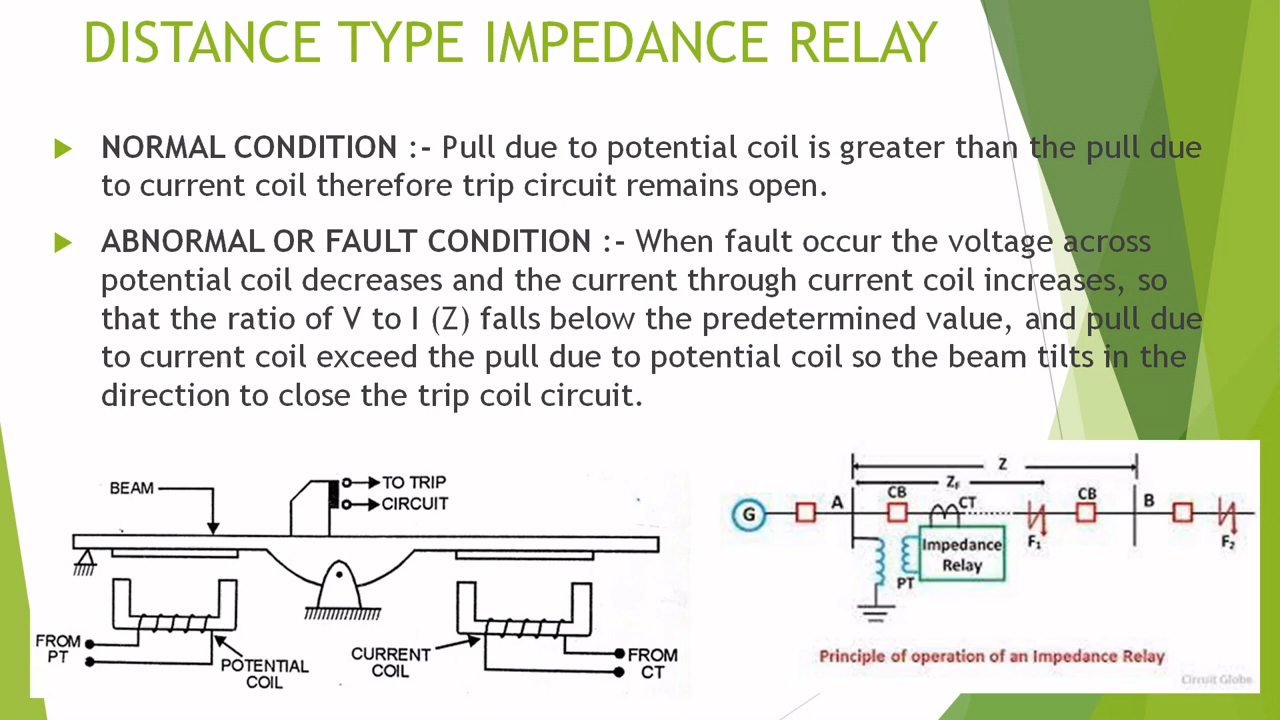 DISTANCE TYPE IMPEDANCE RELAY
NORMAL CONDITION :- Pull due to potential coil is greater than the pull due
to current coil therefore trip circuit remains open.
ABNORMAL OR FAULT CONDITION :- When fault occur the voltage across
potential coil decreases and the current through current coil increases, so
that the ratio of V to I (Z) falls below the predetermined value, and pull due
to current coil exceed the pull due to potential coil so the beam tilts in the
direction to close the trip coil circuit.
BEAM
TO TRIP
CIRCUIT
FROM
PT
POTENTIAL
COIL
CURRENT
COIL
FROM
CT
Z
ZF
G
A
CB
CT
CB
B
Impedance
Relay
PT
F1
F2
Principle of operation of an Impedance Relay
Circuit Globe